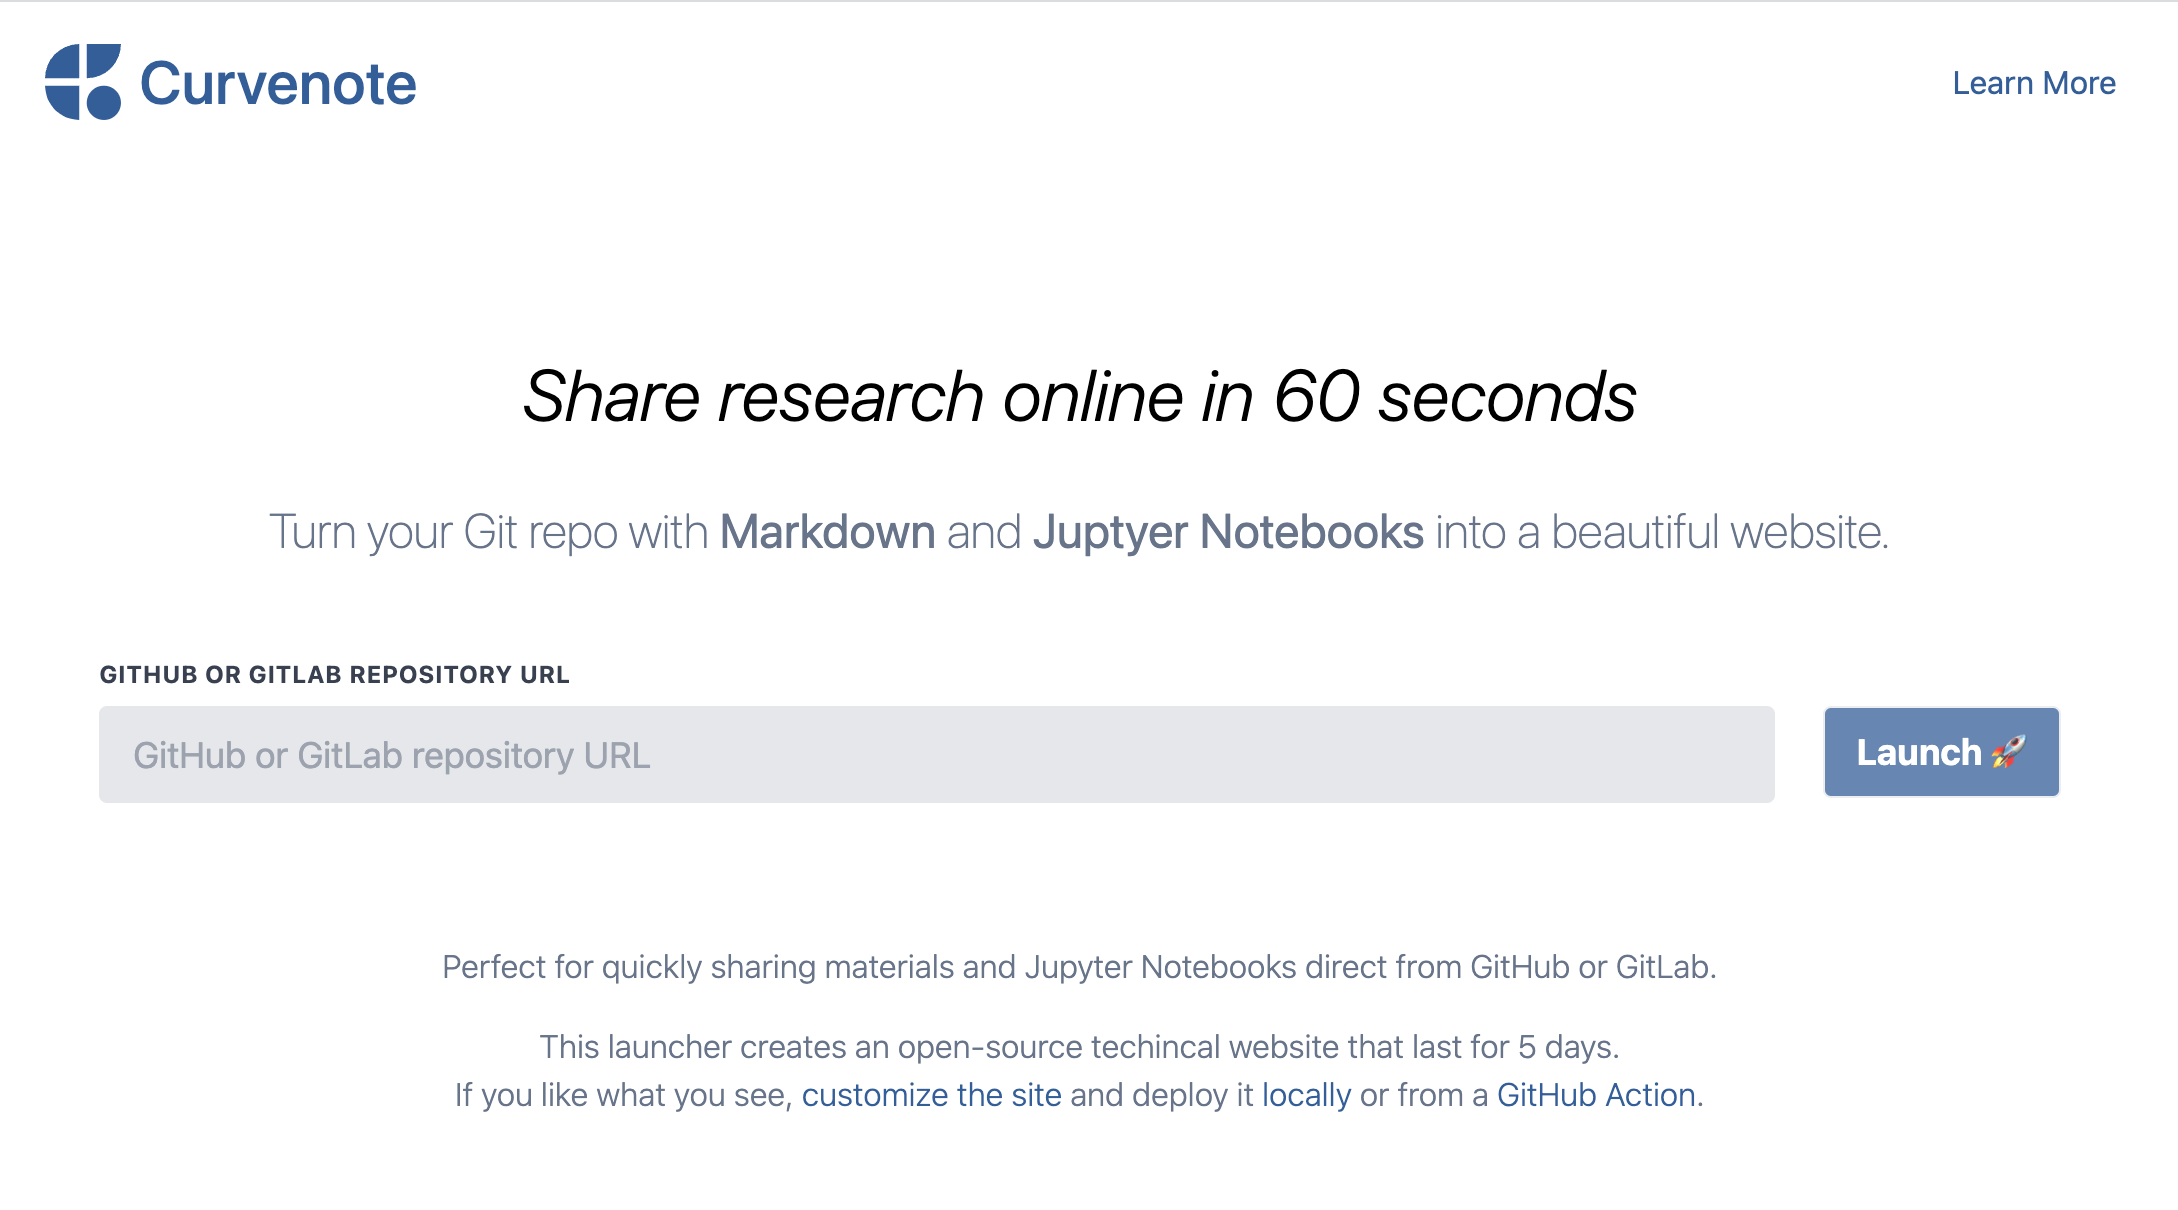 Curvenote
Learn More
Share research online in 60 seconds
Turn your Git repo with Markdown and Juptyer Notebooks into a beautiful website.
GITHUB OR GITLAB REPOSITORY URL
GitHub or GitLab repository URL
Launch 🚀
Perfect for quickly sharing materials and Jupyter Notebooks direct from GitHub or GitLab.
This launcher creates an open-source techincal website that last for 5 days.
If you like what you see, customize the site and deploy it locally or from a GitHub Action.